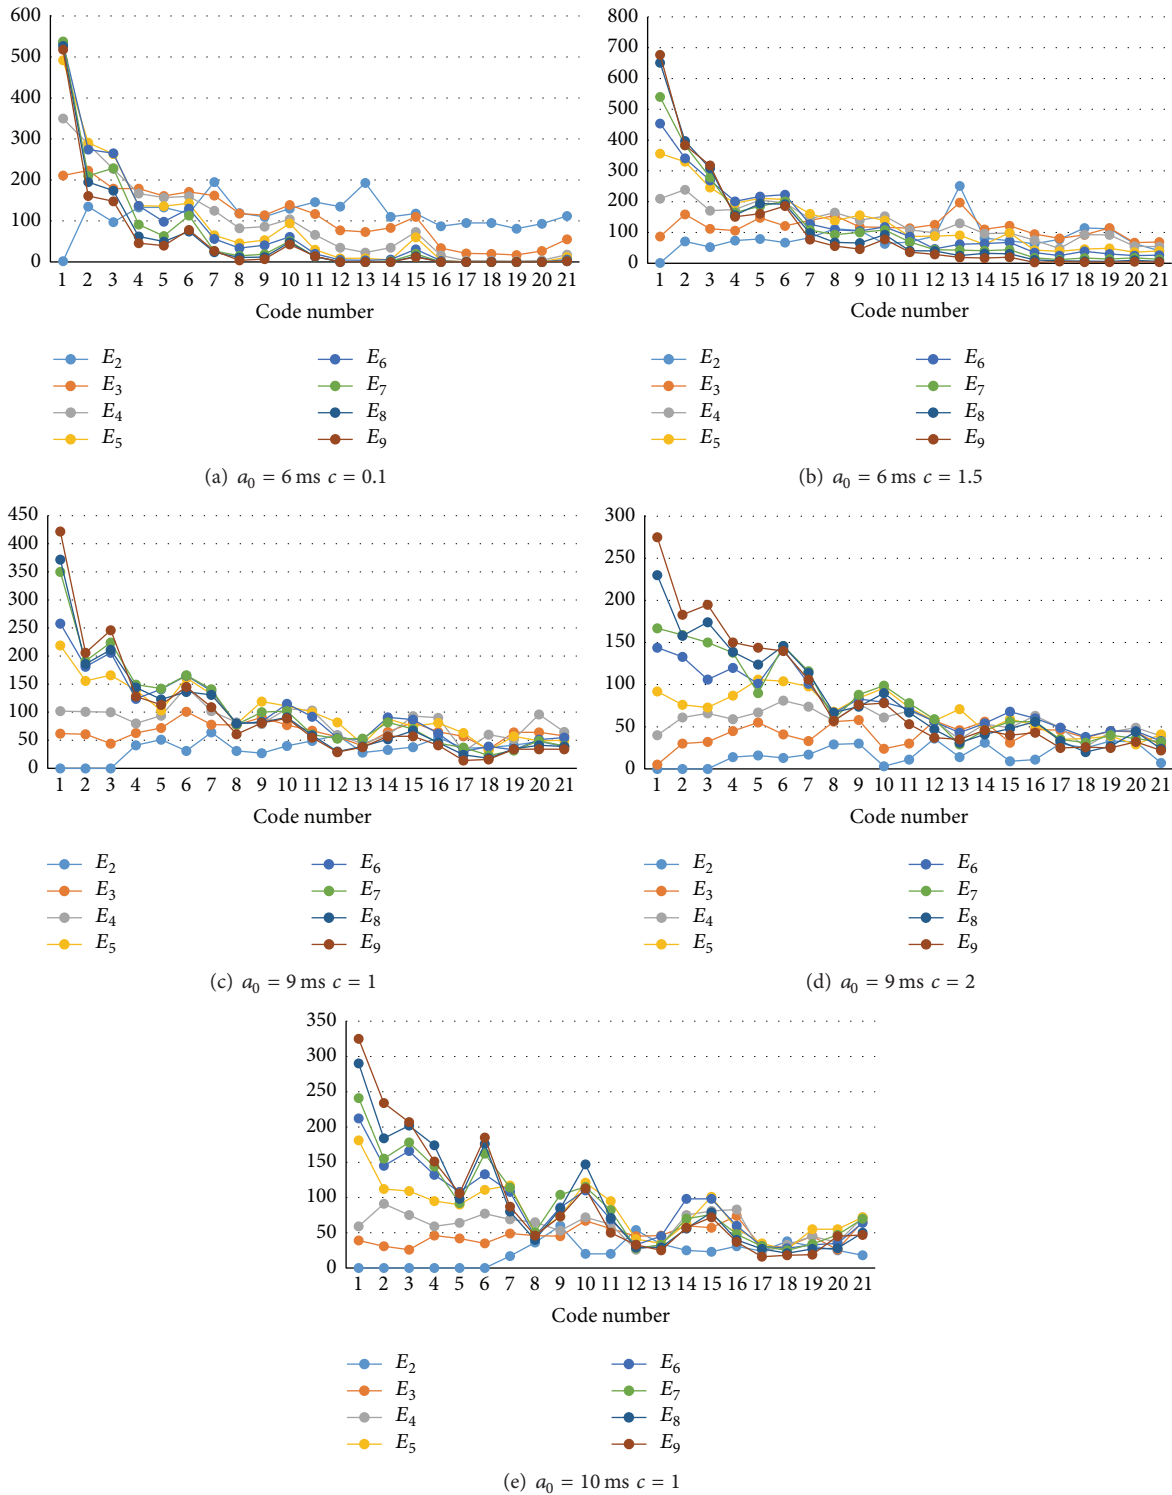 600
500
400
300
200
100
0
1 2 3 4 5 6 7 8 9 10 11 12 13 14 15 16 17 18 19 20 21
Code number
E2 E6
E3 E7
E4 E8
E5 E9
(a) a0 = 6 ms c = 0.1
800
700
600
500
400
300
200
100
0
1 2 3 4 5 6 7 8 9 10 11 12 13 14 15 16 17 18 19 20 21
Code number
E2 E6
E3 E7
E4 E8
E5 E9
(b) a0 = 6 ms c = 1.5
450
400
350
300
250
200
150
100
50
0
1 2 3 4 5 6 7 8 9 10 11 12 13 14 15 16 17 18 19 20 21
Code number
E2 E6
E3 E7
E4 E8
E5 E9
(c) a0 = 9 ms c = 1
300
250
200
150
100
50
0
1 2 3 4 5 6 7 8 9 10 11 12 13 14 15 16 17 18 19 20 21
Code number
E2 E6
E3 E7
E4 E8
E5 E9
(d) a0 = 9 ms c = 2
350
300
250
200
150
100
50
0
1 2 3 4 5 6 7 8 9 10 11 12 13 14 15 16 17 18 19 20 21
Code number
E2 E6
E3 E7
E4 E8
E5 E9
(e) a0 = 10 ms c = 1